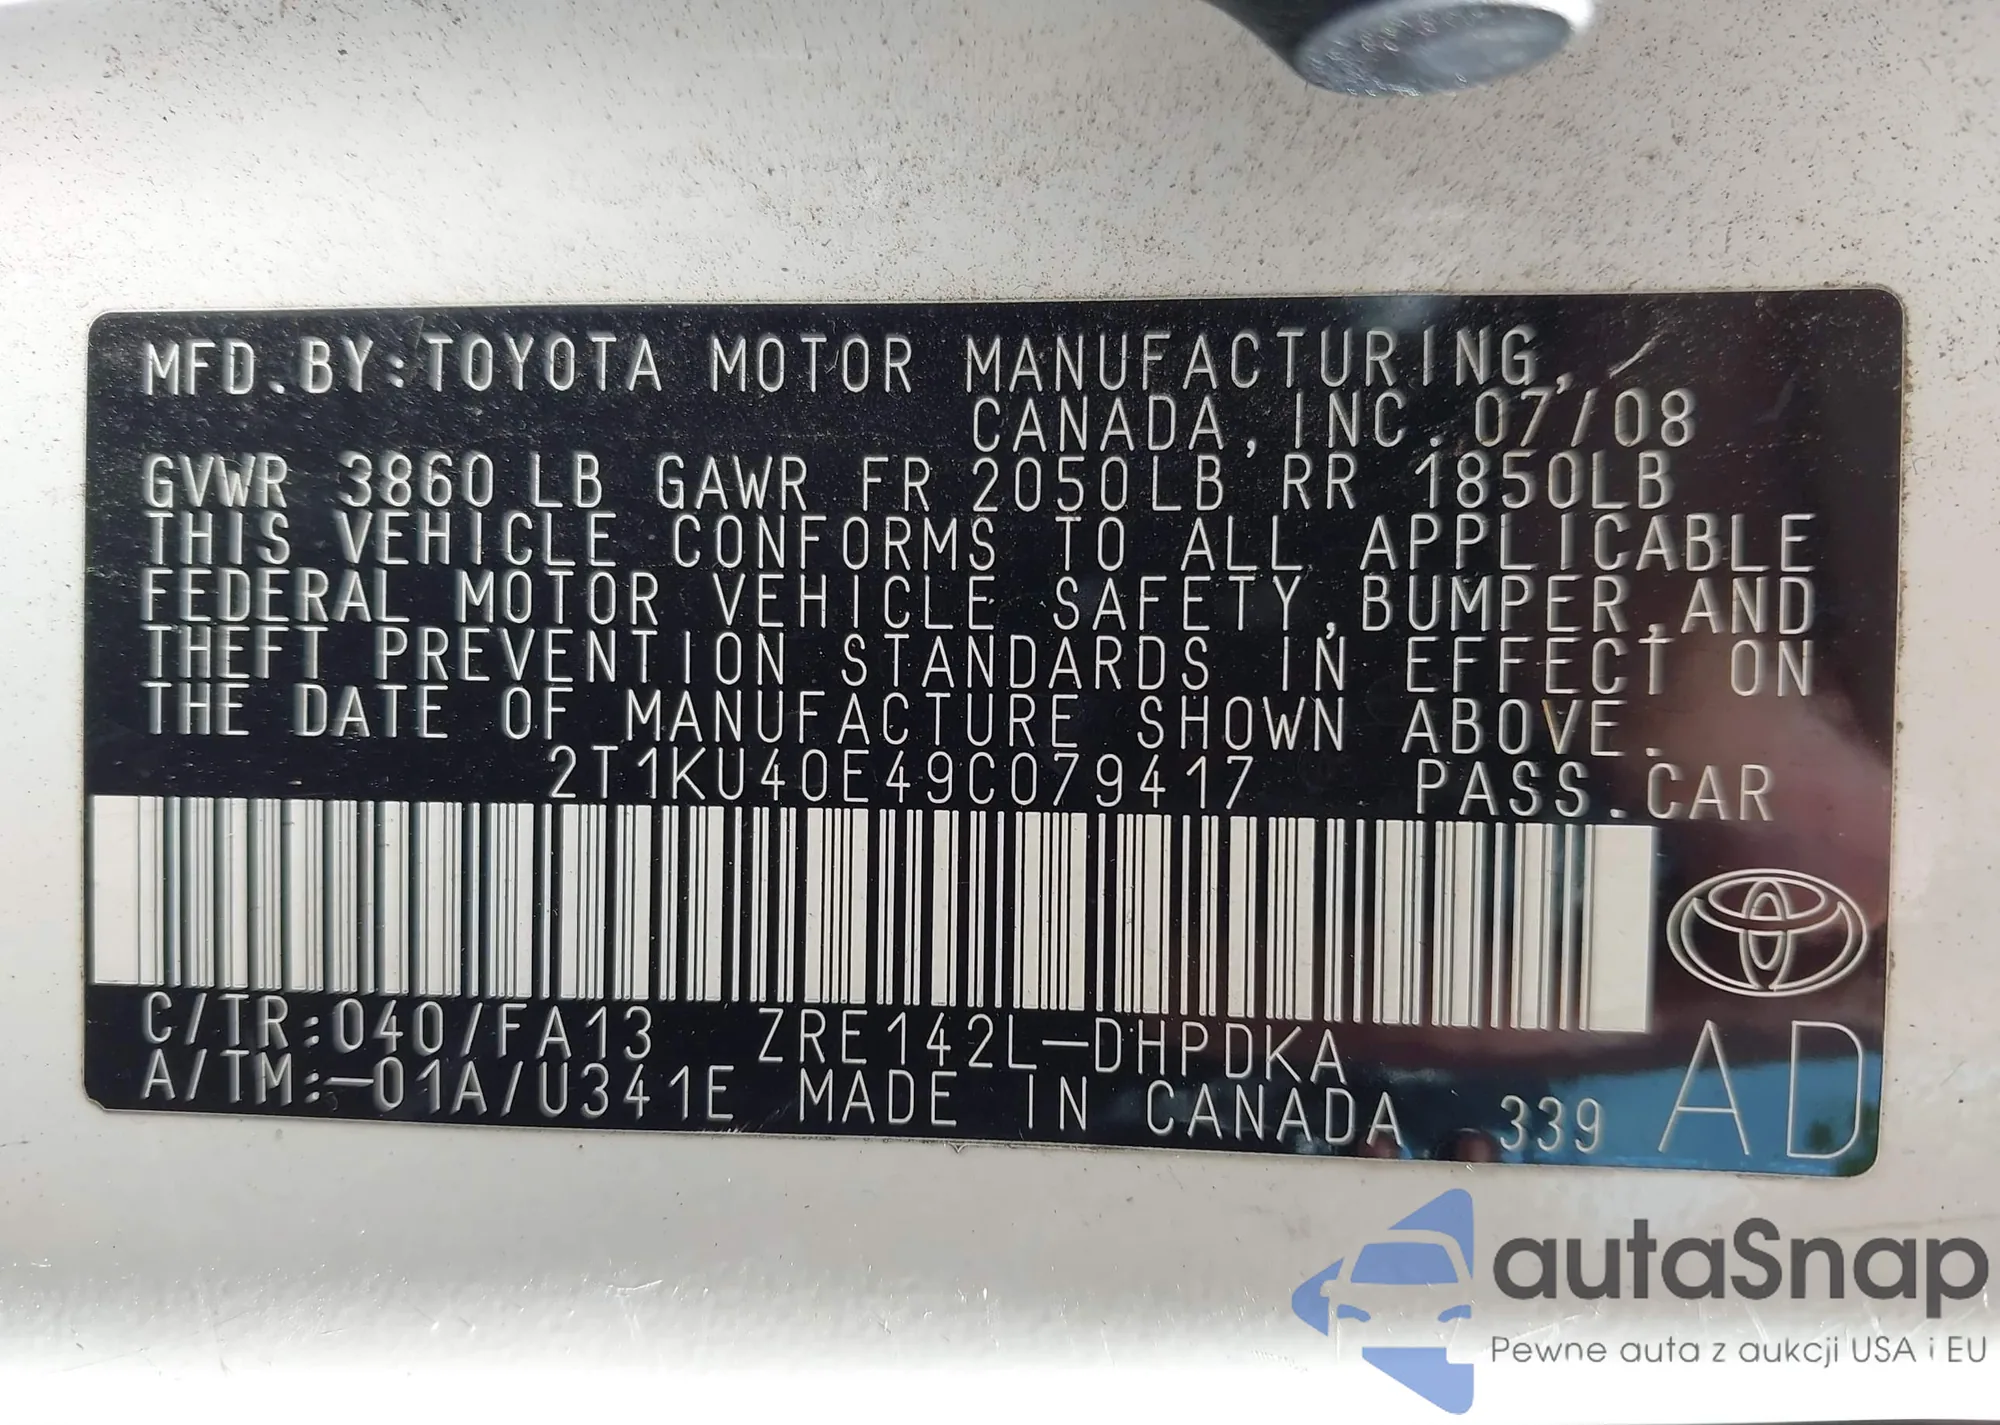 MFD.BY:TOYOTA MOTOR MANUFACTURING,
CANADA, INC. 07/08
GVWR 3860 LB GAWR FR 2050LB RR 1850LB
THIS VEHICLE CONFORMS TO ALL APPLICABLE
FEDERAL MOTOR VEHICLE SAFETY,BUMPER,AND
THEFT PREVENTION STANDARDS IN EFFECT ON
THE DATE OF MANUFACTURE SHOWN ABOVE.
2T1KU40E49C079417 PASS.CAR
C/TR:040/FA13 ZRE142L-DHPDKA
A/TM:-01A/U341E MADE IN CANADA 339 AD
autaSnap
Pewne auta z aukcji USA i EU